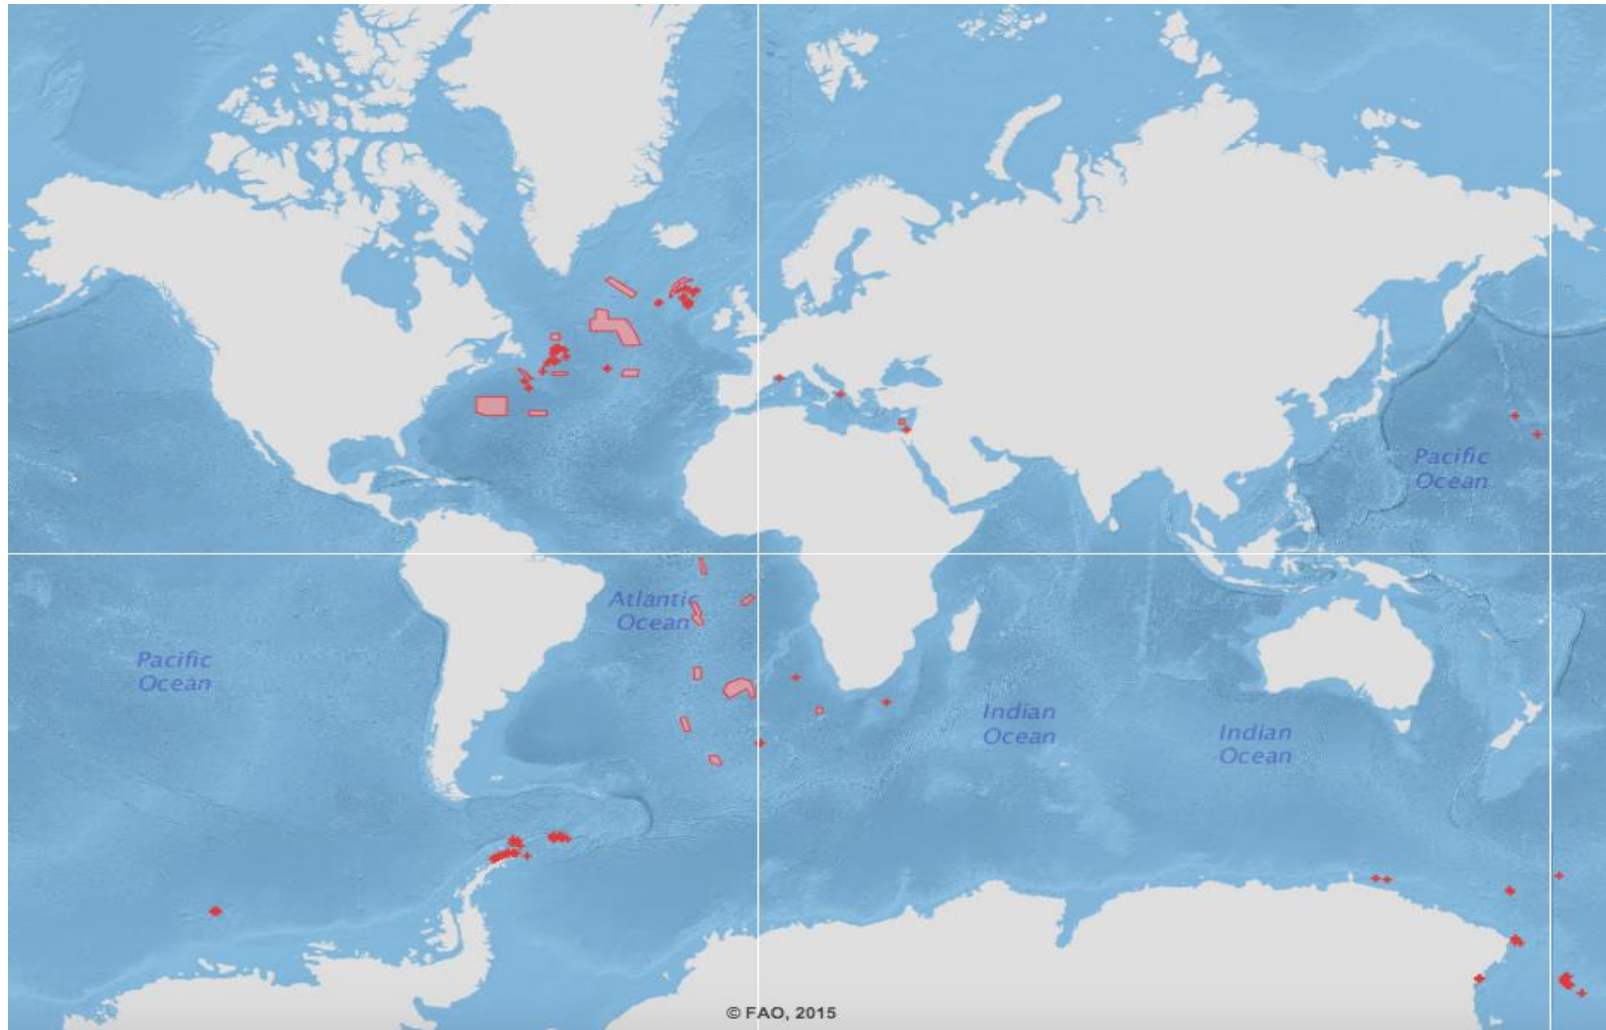 Pacific
Ocean
Atlantic
Ocean
Pacific
Ocean
Indian
Ocean
Indian
Ocean
© FAO, 2015